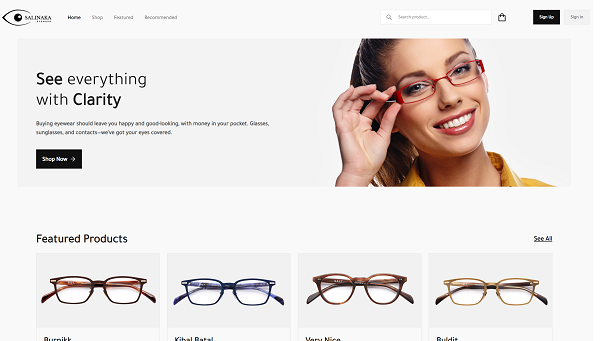 SALINAKA
Home
Shop
Featured
Recommended
Search product...
Sign Up
Sign In
See everything
with Clarity
Buying eyewear should leave you happy and good-looking, with money in your pocket. Glasses,
sunglasses, and contacts—we've got your eyes covered.
Shop Now →
Featured Products
See All
Burnikk
Kibal Batal
Very Nice
Buldit